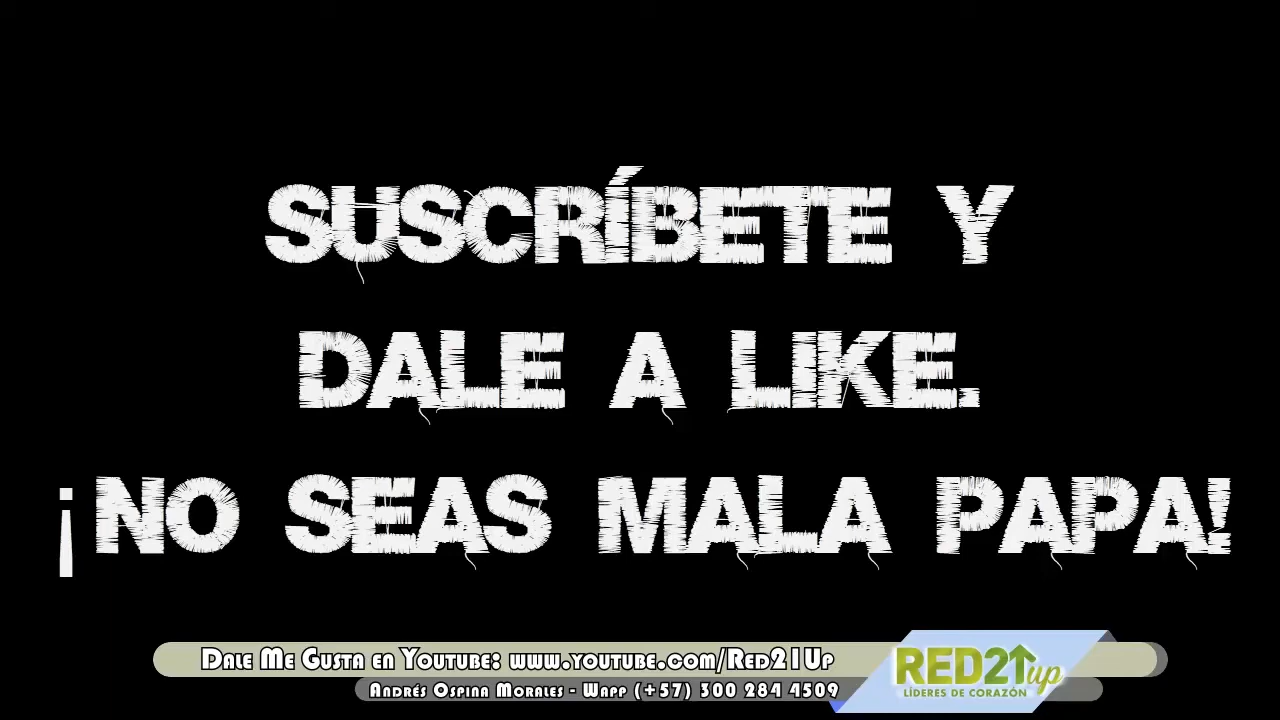 SUSCRÍBETE Y
DALE A LIKE.
¡NO SEAS MALA PAPA!
Dale Me Gusta en Youtube: www.youtube.com/Red21Up
Andrés Ospina Morales - Wapp (+57) 300 284 4509
RED21up
LÍDERES DE CORAZÓN